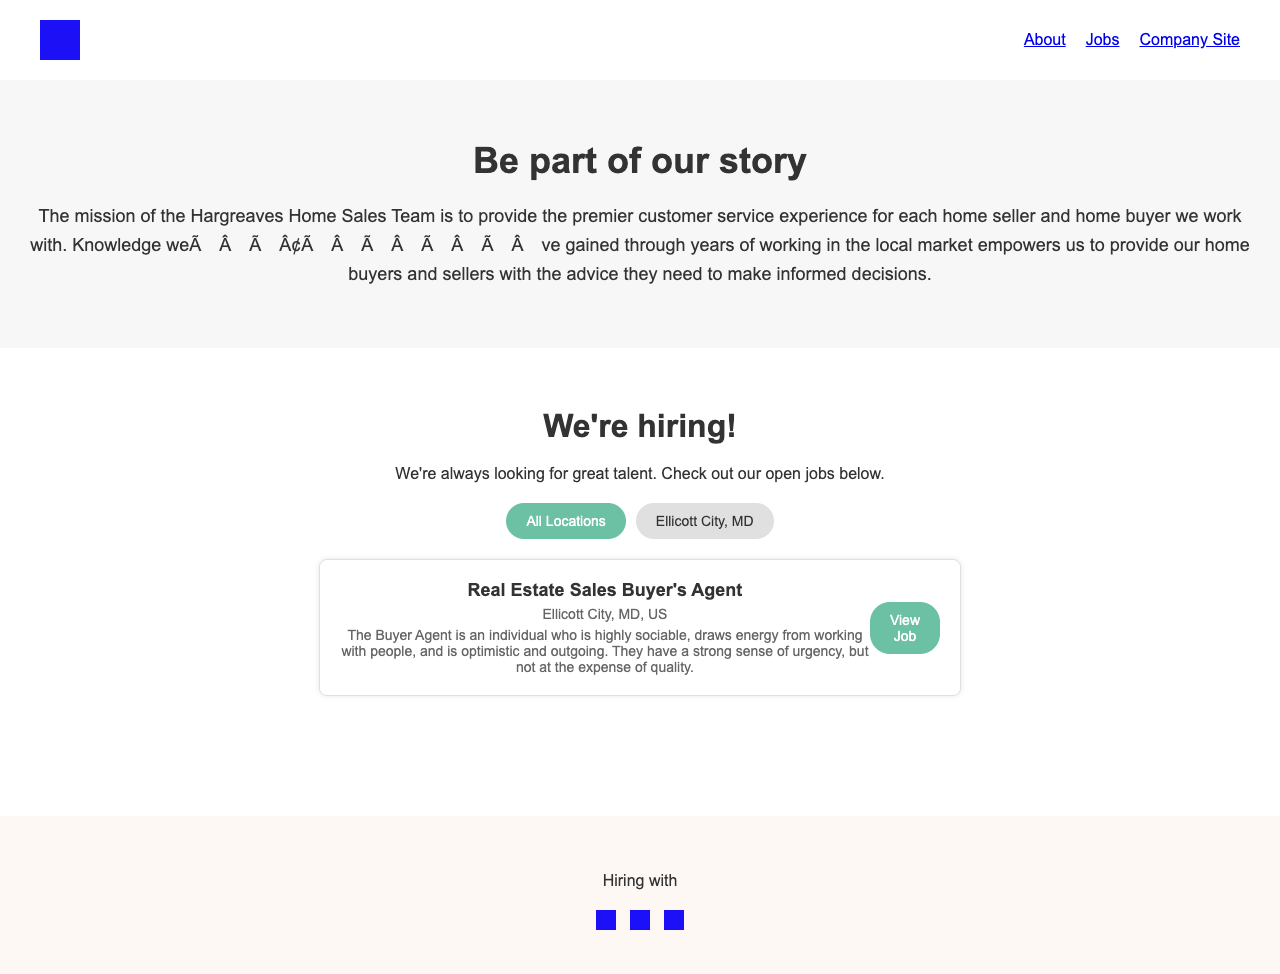 About Jobs Company Site
Be part of our story
The mission of the Hargreaves Home Sales Team is to provide the premier customer service experience for each home seller and home buyer we work
with. Knowledge weÃ Â Ã Â¢Ã Â Ã Â Ã Â Ã Â ve gained through years of working in the local market empowers us to provide our home
buyers and sellers with the advice they need to make informed decisions.
We're hiring!
We're always looking for great talent. Check out our open jobs below.
All Locations Ellicott City, MD
Real Estate Sales Buyer's Agent
Ellicott City, MD, US
The Buyer Agent is an individual who is highly sociable, draws energy from working
with people, and is optimistic and outgoing. They have a strong sense of urgency, but
not at the expense of quality.
View
Job
Hiring with